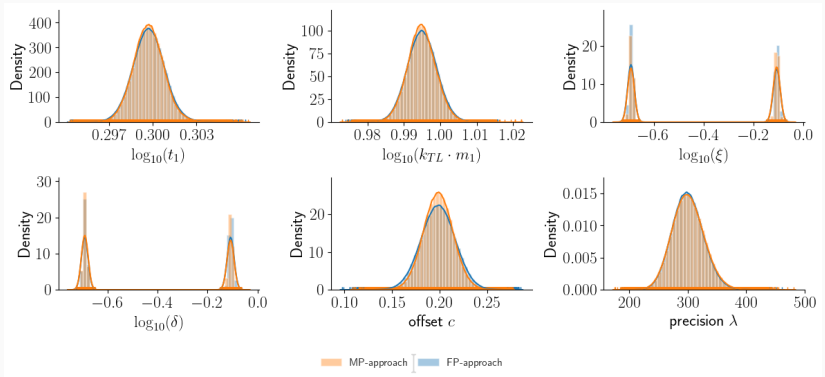 Density
400
300
200
100
0
0.297 0.300 0.303
log₁₀(t₁)
Density
100
75
50
25
0
0.98 0.99 1.00 1.01 1.02
log₁₀(k_TL · m₁)
Density
20
10
0
−0.6 −0.4 −0.2 0.0
log₁₀(ξ)
Density
30
20
10
0
−0.6 −0.4 −0.2 0.0
log₁₀(δ)
Density
20
10
0
0.10 0.15 0.20 0.25
offset c
Density
0.015
0.010
0.005
0.000
200 300 400 500
precision λ
MP-approach FP-approach